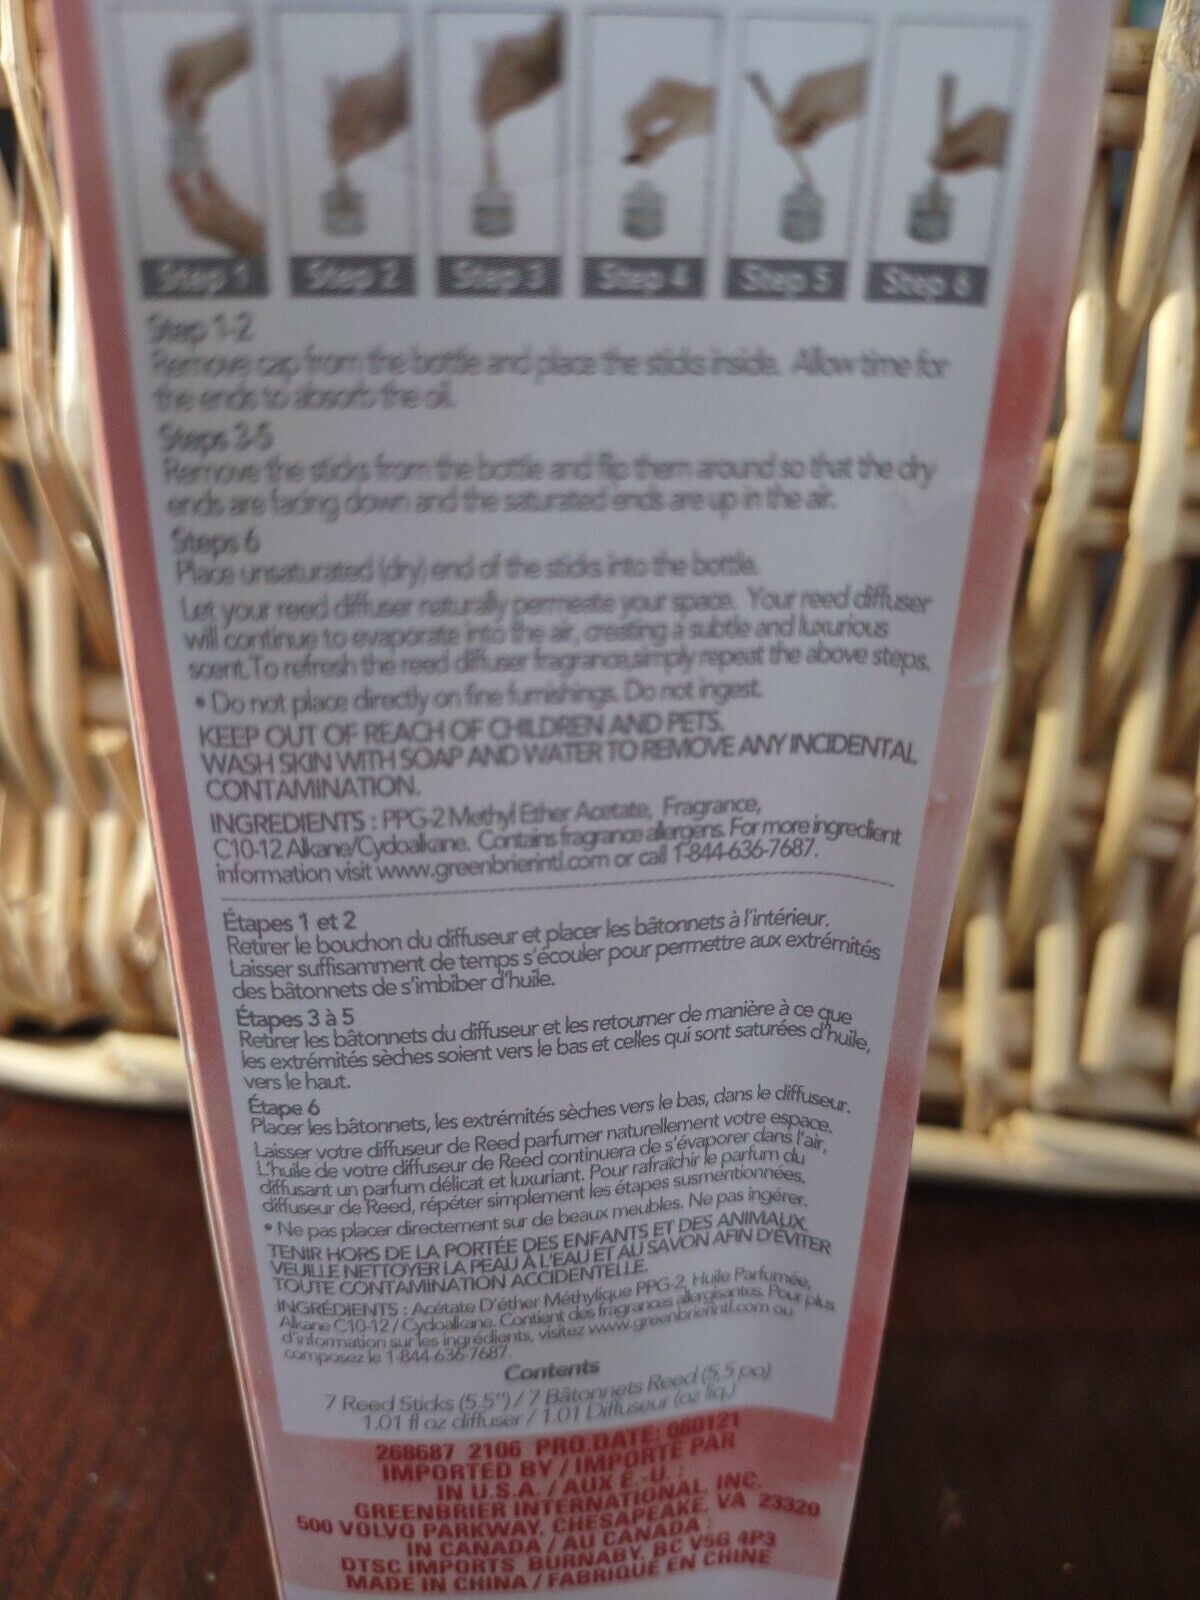 Step 1 Step 2 Step 3 Step 4 Step 5 Step 6
Step 1-2
Remove cap from the bottle and place the sticks inside. Allow time for
the ends to absorb the oil.
Steps 3-5
Remove the sticks from the bottle and flip them around so that the dry
ends are facing down and the saturated ends are up in the air.
Steps 6
Place unsaturated (dry) end of the sticks into the bottle.
Let your reed diffuser naturally permeate your space. Your reed diffuser
will continue to evaporate into the air, creating a subtle and luxurious
scent. To refresh the reed diffuser fragrance, simply repeat the above steps.
• Do not place directly on fine furnishings. Do not ingest.
KEEP OUT OF REACH OF CHILDREN AND PETS.
WASH SKIN WITH SOAP AND WATER TO REMOVE ANY INCIDENTAL
CONTAMINATION.
INGREDIENTS : PPG-2 Methyl Ether Acetate, Fragrance,
C10-12 Alkane/Cycloalkane. Contains fragrance allergens. For more ingredient
information visit www.greenbrierintl.com or call 1-844-636-7687.
Étapes 1 et 2
Retirer le bouchon du diffuseur et placer les bâtonnets à l'intérieur.
Laisser suffisamment de temps s'écouler pour permettre aux extrémités
des bâtonnets de s'imbiber d'huile.
Étapes 3 à 5
Retirer les bâtonnets du diffuseur et les retourner de manière à ce que
les extrémités sèches soient vers le bas et celles qui sont saturées d'huile,
vers le haut.
Étape 6
Placer les bâtonnets, les extrémités sèches vers le bas, dans le diffuseur.
Laisser votre diffuseur de Reed parfumer naturellement votre espace.
L'huile de votre diffuseur de Reed continuera de s'évaporer dans l'air,
diffusant un parfum délicat et luxuriant. Pour rafraîchir le parfum du
diffuseur de Reed, répéter simplement les étapes susmentionnées.
• Ne pas placer directement sur de beaux meubles. Ne pas ingérer.
TENIR HORS DE LA PORTÉE DES ENFANTS ET DES ANIMAUX.
VEUILLE NETTOYER LA PEAU À L'EAU ET AU SAVON AFIN D'ÉVITER
TOUTE CONTAMINATION ACCIDENTELLE.
INGRÉDIENTS : Acétate D'éther Méthylique PPG-2, Huile Parfumée,
Alkane C10-12 / Cycloalkane. Contient des fragrances allergisantes. Pour plus
d'information sur les ingrédients, visitez www.greenbrierintl.com ou
composez le 1-844-636-7687.
Contents
7 Reed Sticks (5.5") / 7 Bâtonnets Reed (5,5 po)
1.01 fl oz diffuser / 1.01 Diffuseur (oz liq.)
268687 2106 PRO.DATE: 060121
IMPORTED BY / IMPORTÉ PAR
IN U.S.A. / AUX É.-U. :
GREENBRIER INTERNATIONAL, INC.
500 VOLVO PARKWAY, CHESAPEAKE, VA 23320
IN CANADA / AU CANADA :
DTSC IMPORTS BURNABY, BC V5G 4P3
MADE IN CHINA / FABRIQUÉ EN CHINE